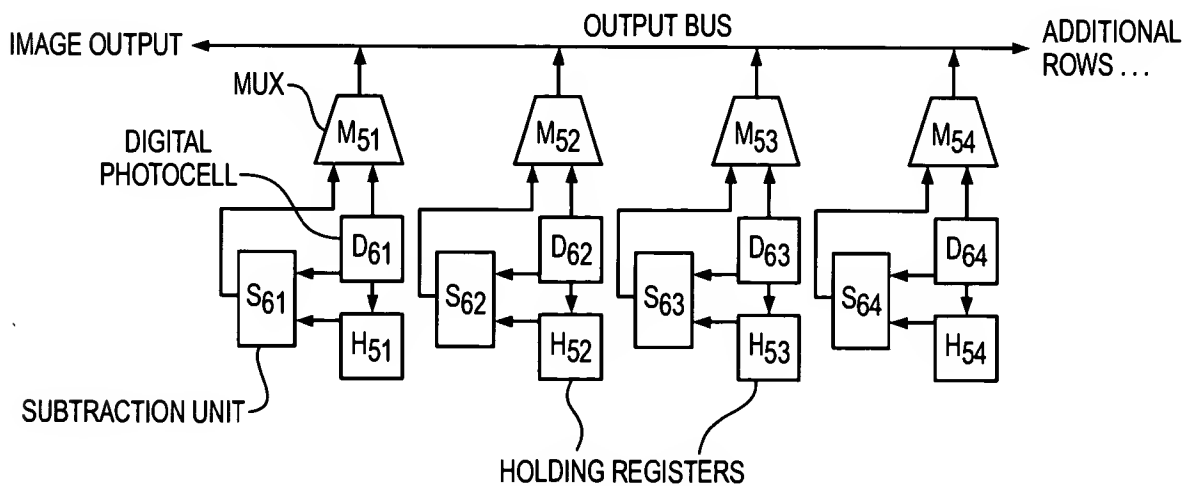 OUTPUT BUS
IMAGE OUTPUT
ADDITIONAL
ROWS ...
MUX
M51 M52 M53 M54
DIGITAL
PHOTOCELL
D61 D62 D63 D64
S61 S62 S63 S64
H51 H52 H53 H54
SUBTRACTION UNIT
HOLDING REGISTERS